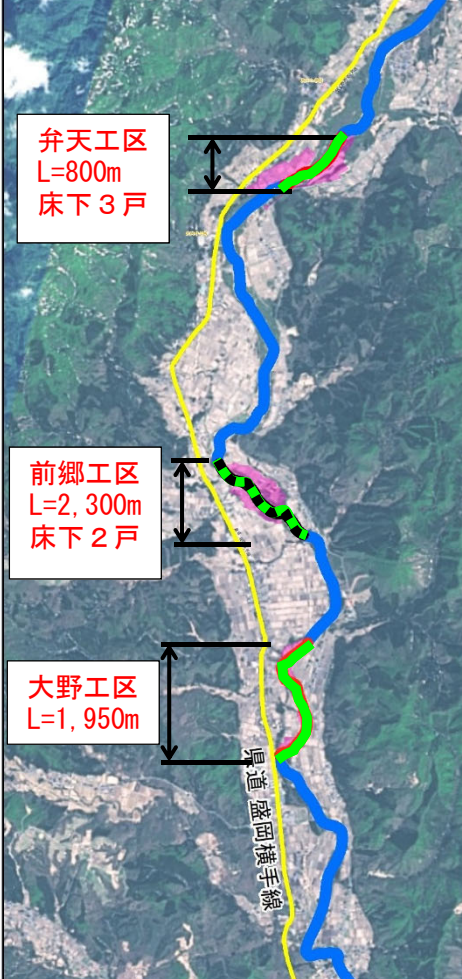 弁天工区
L=800m
床下３戸
前郷工区
L=2,300m
床下２戸
大野工区
L=1,950m
県道 盛岡横手線